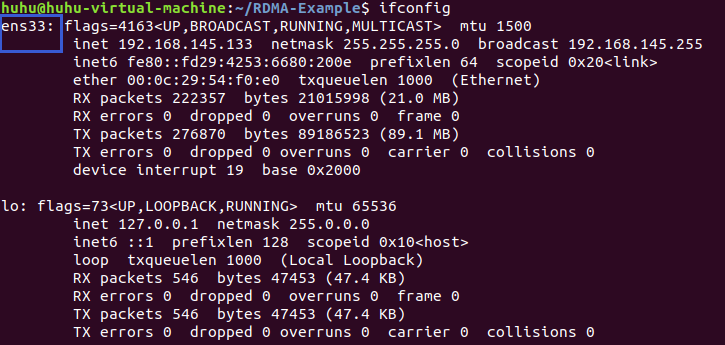 huhu@huhu-virtual-machine:~/RDMA-Example$ ifconfig
ens33: flags=4163<UP,BROADCAST,RUNNING,MULTICAST>  mtu 1500
        inet 192.168.145.133  netmask 255.255.255.0  broadcast 192.168.145.255
        inet6 fe80::fd29:4253:6680:200e  prefixlen 64  scopeid 0x20<link>
        ether 00:0c:29:54:f0:e0  txqueuelen 1000  (Ethernet)
        RX packets 222357  bytes 21015998 (21.0 MB)
        RX errors 0  dropped 0  overruns 0  frame 0
        TX packets 276870  bytes 89186523 (89.1 MB)
        TX errors 0  dropped 0 overruns 0  carrier 0  collisions 0
        device interrupt 19  base 0x2000
lo: flags=73<UP,LOOPBACK,RUNNING>  mtu 65536
        inet 127.0.0.1  netmask 255.0.0.0
        inet6 ::1  prefixlen 128  scopeid 0x10<host>
        loop  txqueuelen 1000  (Local Loopback)
        RX packets 546  bytes 47453 (47.4 KB)
        RX errors 0  dropped 0  overruns 0  frame 0
        TX packets 546  bytes 47453 (47.4 KB)
        TX errors 0  dropped 0 overruns 0  carrier 0  collisions 0